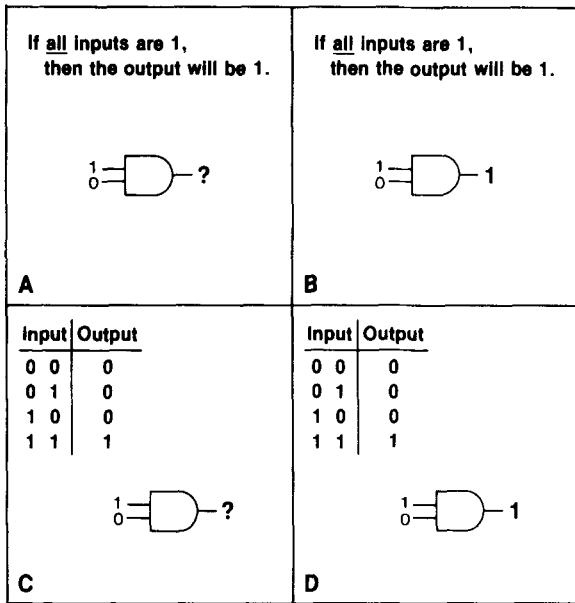 If all inputs are 1,
then the output will be 1.
1
0
?
A
If all inputs are 1,
then the output will be 1.
1
0
1
B
Input Output
0 0 0
0 1 0
1 0 0
1 1 1
1
0
?
C
Input Output
0 0 0
0 1 0
1 0 0
1 1 1
1
0
1
D